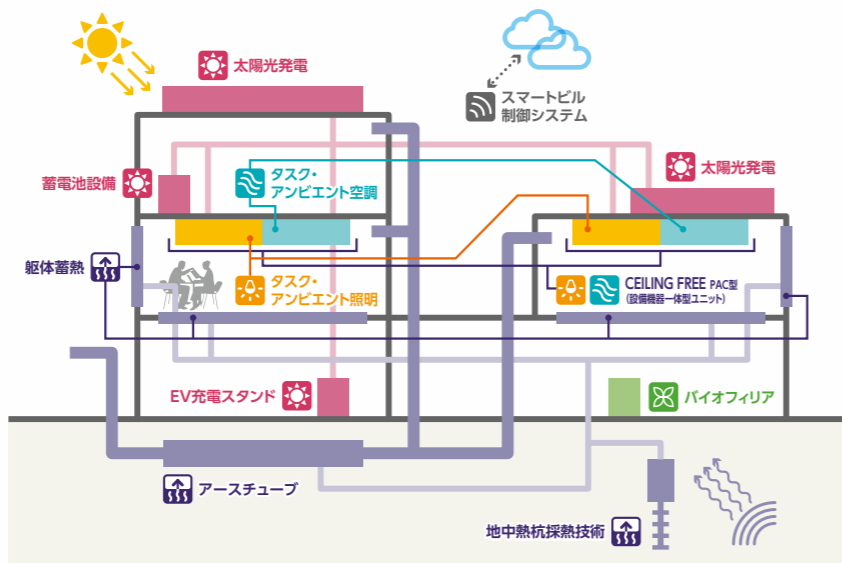 太陽光発電
スマートビル
制御システム
太陽光発電
蓄電池設備
タスク・
アンビエント空調
躯体蓄熱
タスク・
アンビエント照明
CEILING FREE PAC型
(設備機器一体型ユニット)
EV充電スタンド
バイオフィリア
アースチューブ
地中熱杭採熱技術